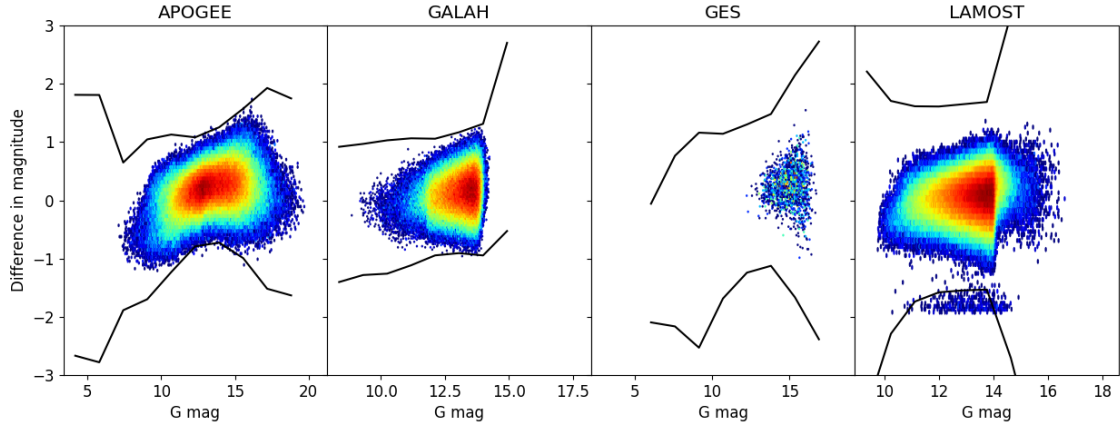 APOGEE GALAH GES LAMOST
Difference in magnitude
3
2
1
0
−1
−2
−3
5 10 15 20 10.0 12.5 15.0 17.5 5 10 15 10 12 14 16 18
G mag G mag G mag G mag